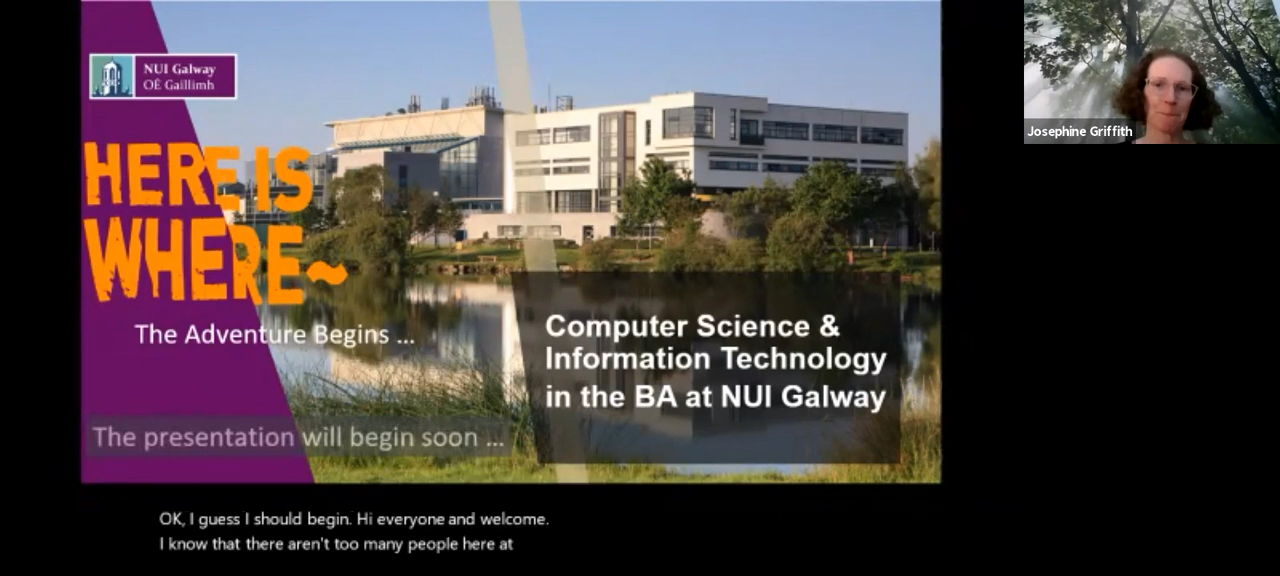 NUI Galway
OÉ Gaillimh
HERE IS
WHERE~
The Adventure Begins ...
Computer Science &
Information Technology
in the BA at NUI Galway
The presentation will begin soon ...
Josephine Griffith
OK, I guess I should begin. Hi everyone and welcome.
I know that there aren't too many people here at